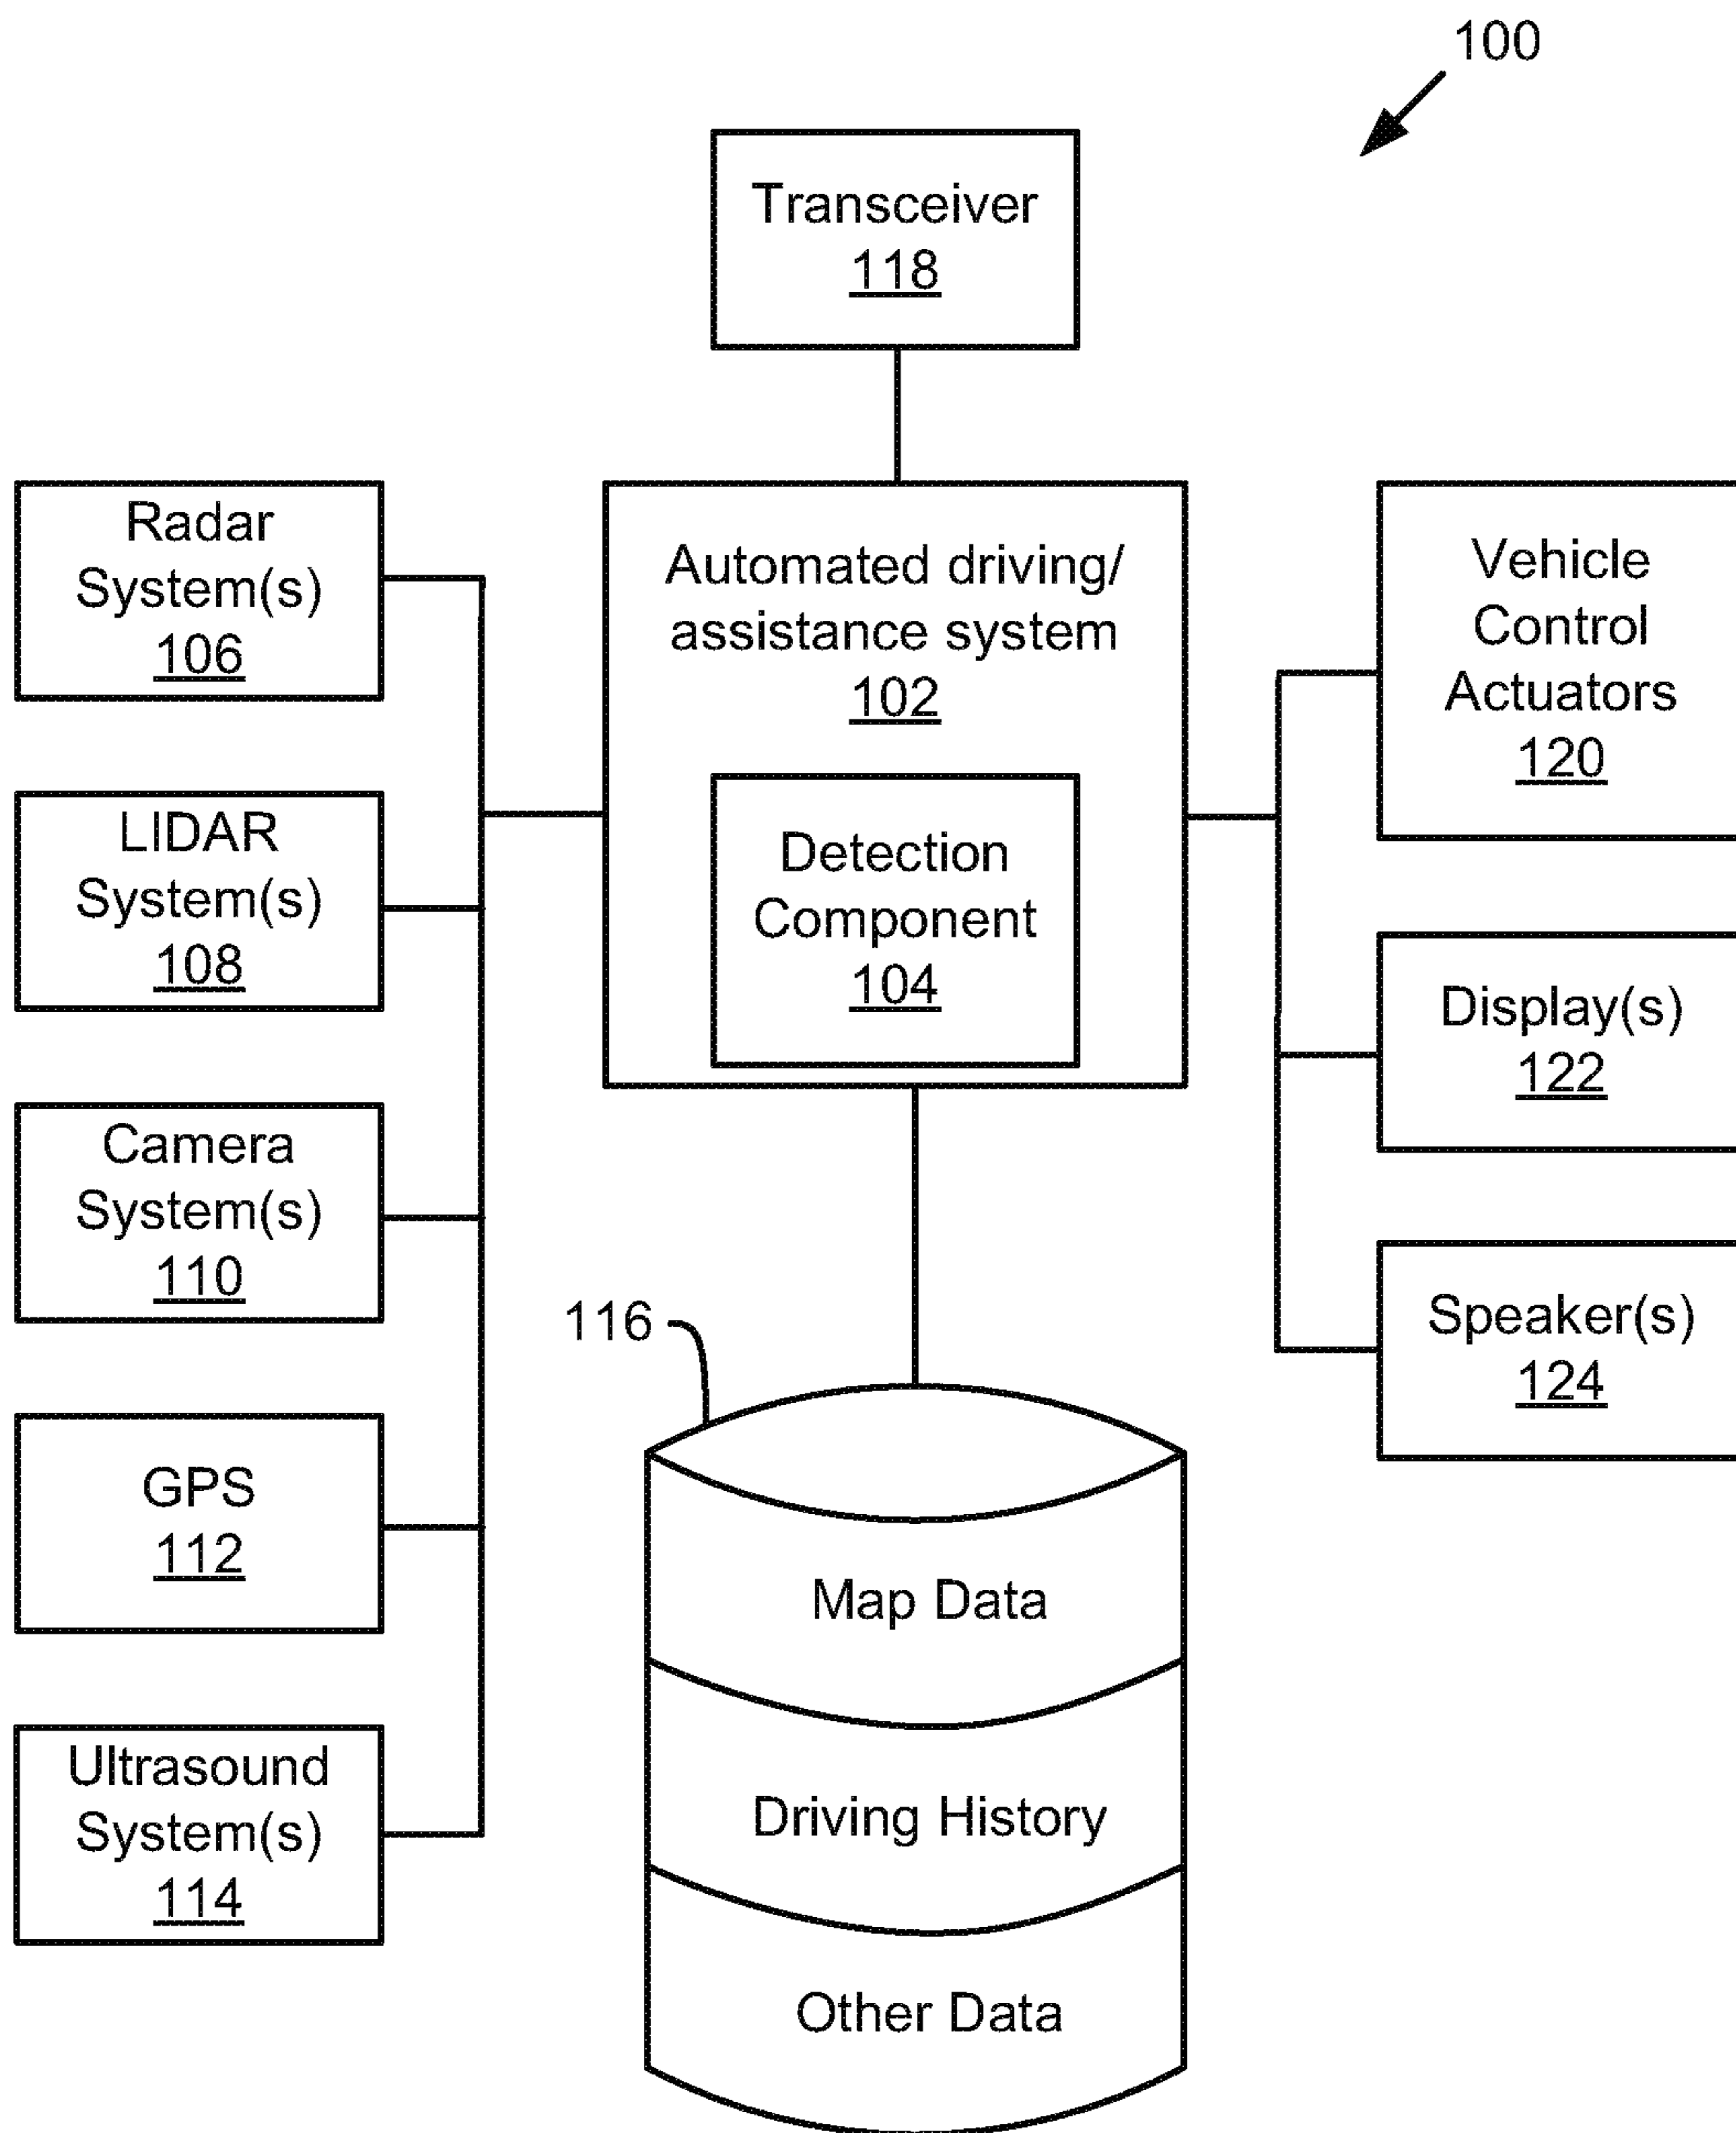 100
Transceiver
118
Radar
System(s)
106
LIDAR
System(s)
108
Camera
System(s)
110
GPS
112
Ultrasound
System(s)
114
Automated driving/
assistance system
102
Detection
Component
104
Vehicle
Control
Actuators
120
Display(s)
122
Speaker(s)
124
116
Map Data
Driving History
Other Data